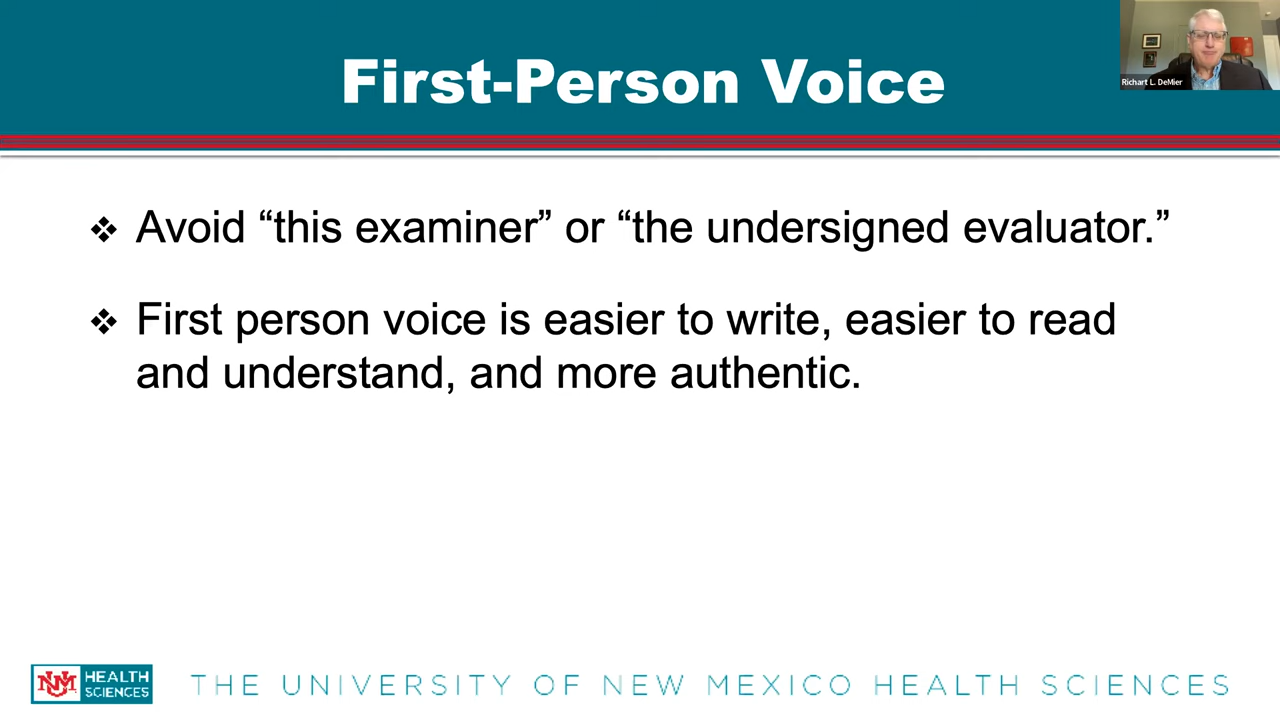 First-Person Voice
Richart L. DeMier
❖ Avoid “this examiner” or “the undersigned evaluator.”
❖ First person voice is easier to write, easier to read
and understand, and more authentic.
UNM HEALTH
SCIENCES
THE UNIVERSITY OF NEW MEXICO HEALTH SCIENCES